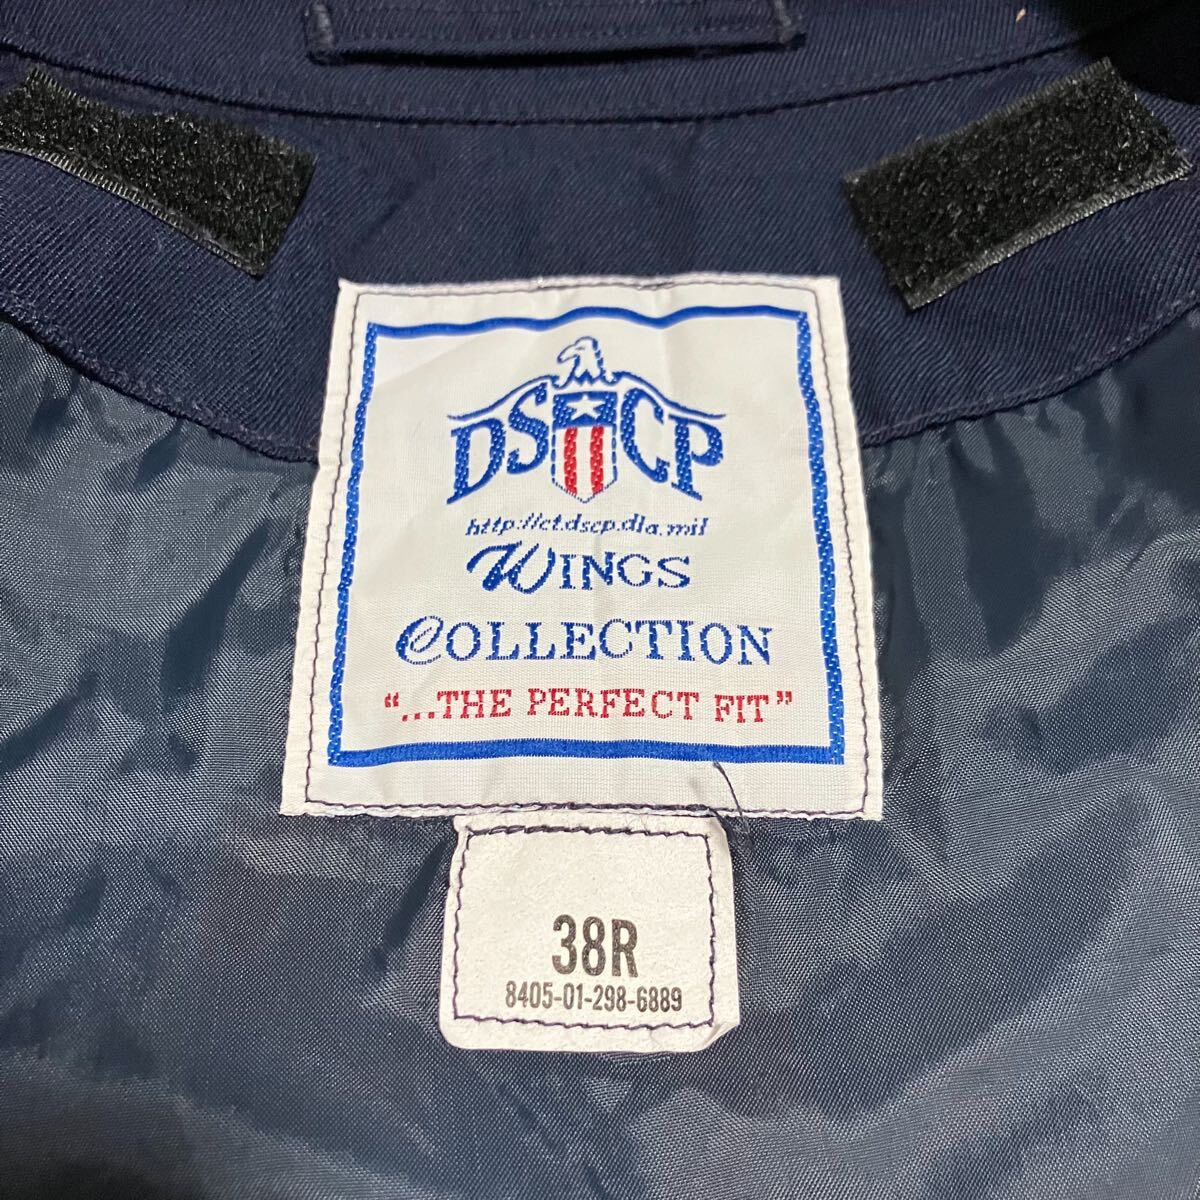 DSCP
http://ct.dscp.dla.mil
WINGS
COLLECTION
"...THE PERFECT FIT"
38R
8405-01-298-6889